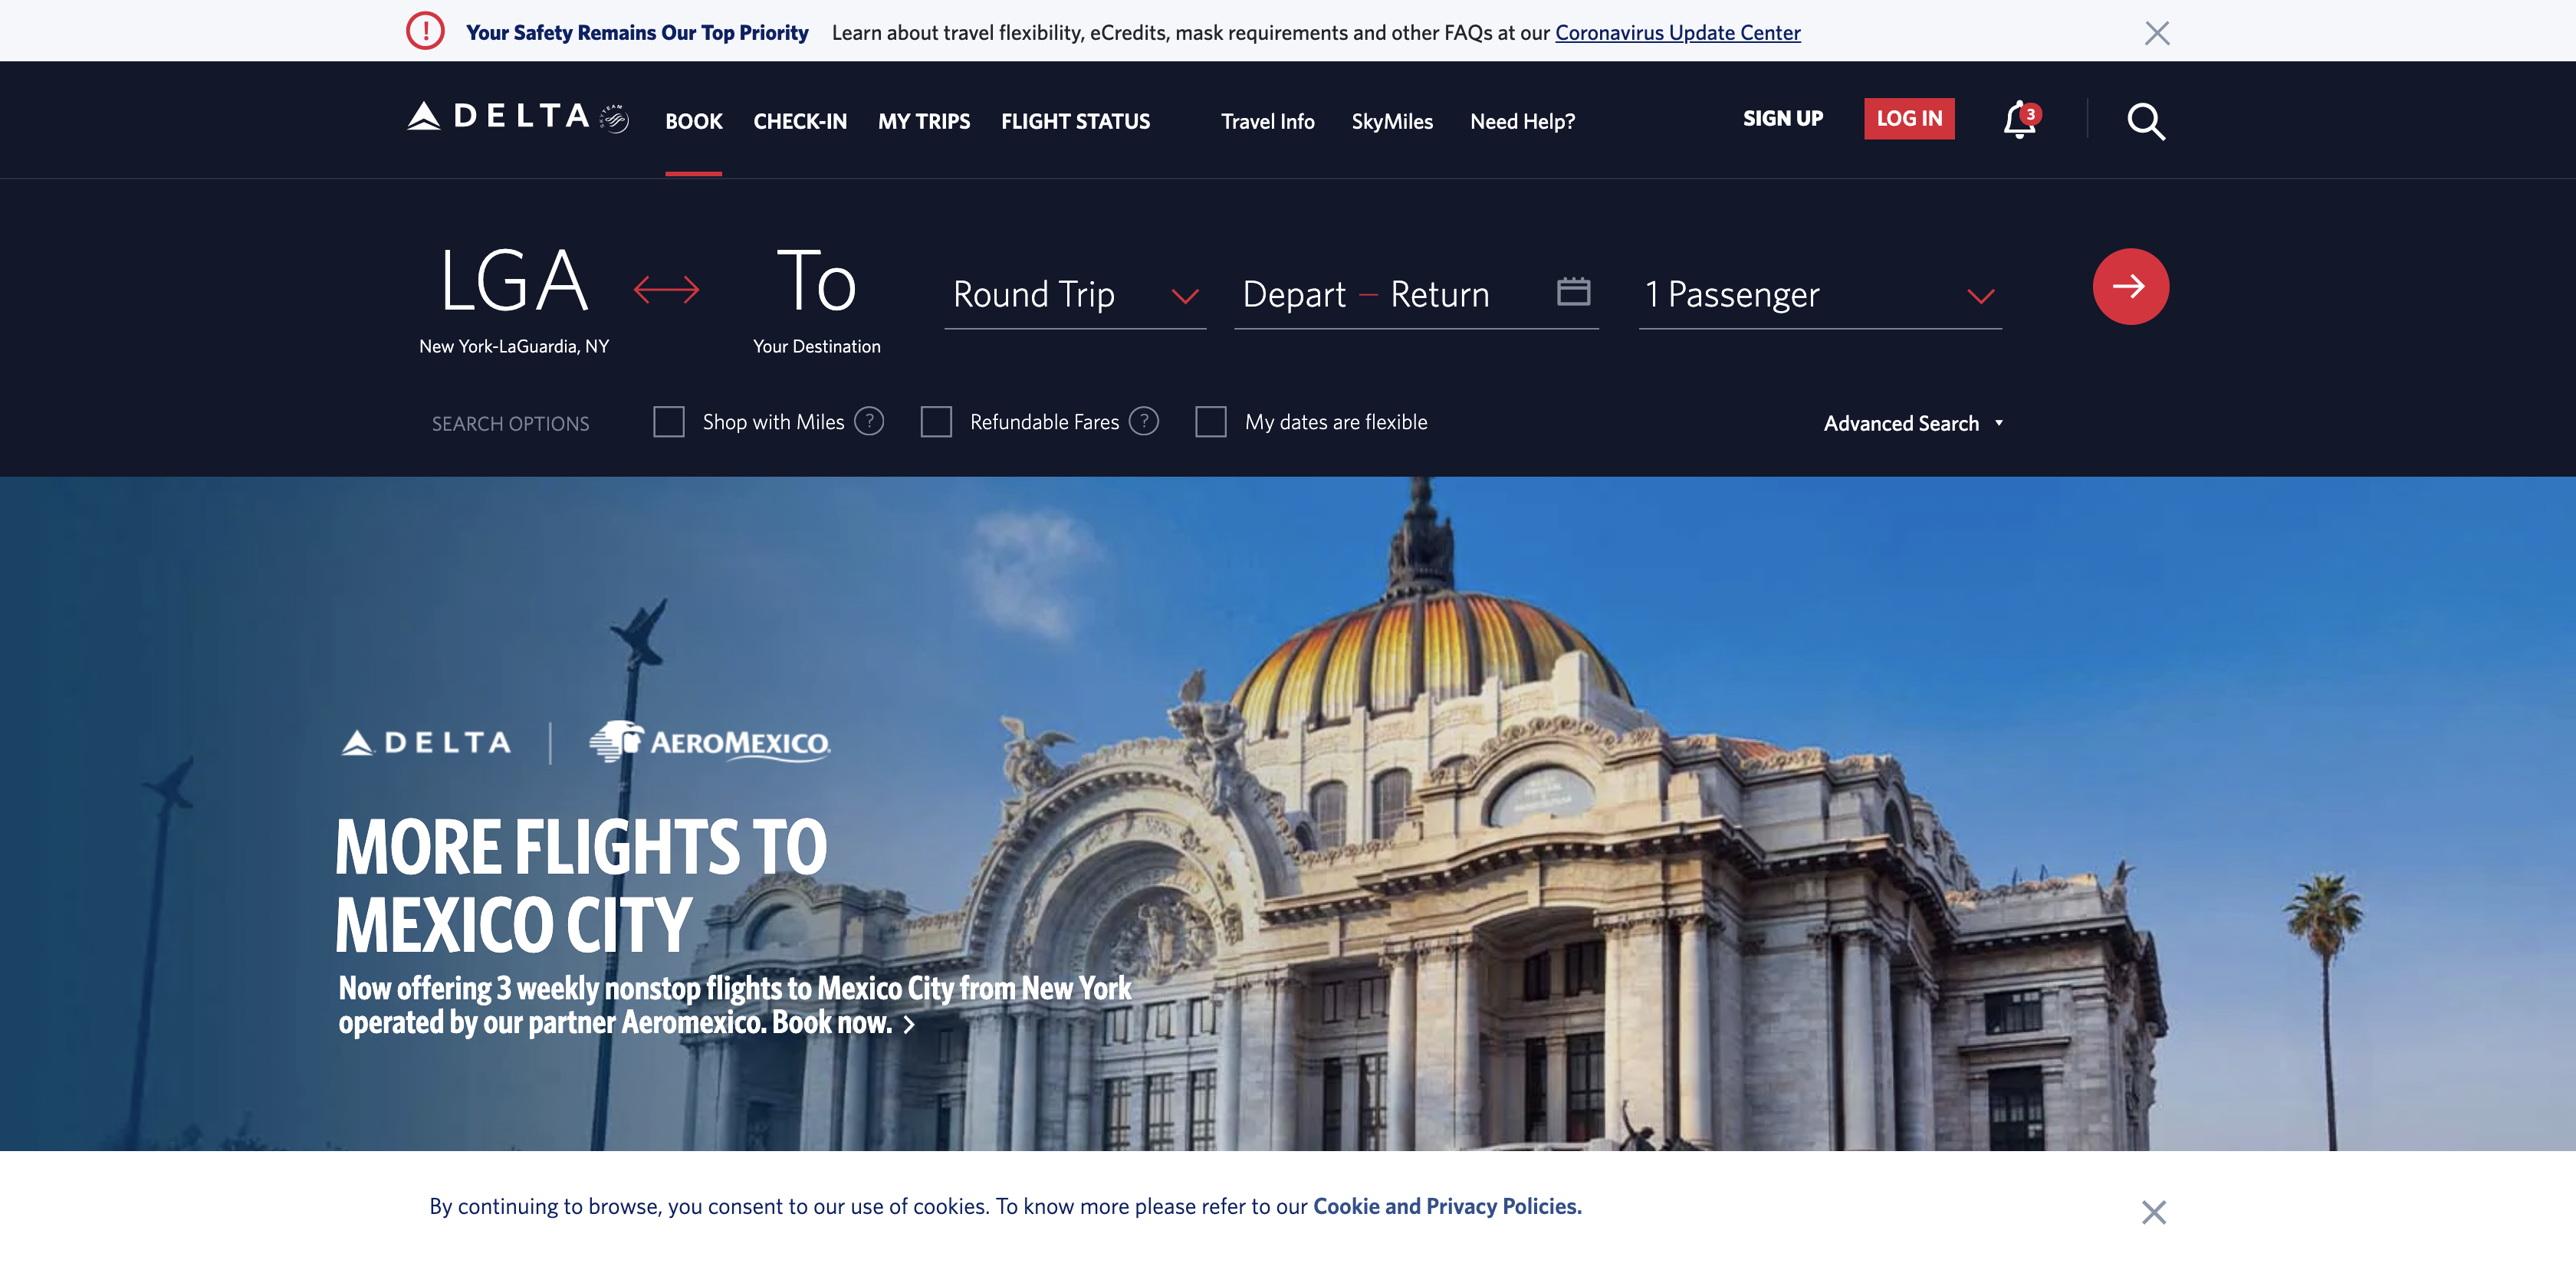 Your Safety Remains Our Top Priority Learn about travel flexibility, eCredits, mask requirements and other FAQs at our Coronavirus Update Center
DELTA BOOK CHECK-IN MY TRIPS FLIGHT STATUS Travel Info SkyMiles Need Help? SIGN UP LOG IN 3
LGA To Round Trip Depart – Return 1 Passenger
New York-LaGuardia, NY Your Destination
SEARCH OPTIONS Shop with Miles ? Refundable Fares ? My dates are flexible Advanced Search
DELTA | AEROMEXICO
MORE FLIGHTS TO
MEXICO CITY
Now offering 3 weekly nonstop flights to Mexico City from New York
operated by our partner Aeromexico. Book now.
By continuing to browse, you consent to our use of cookies. To know more please refer to our Cookie and Privacy Policies.